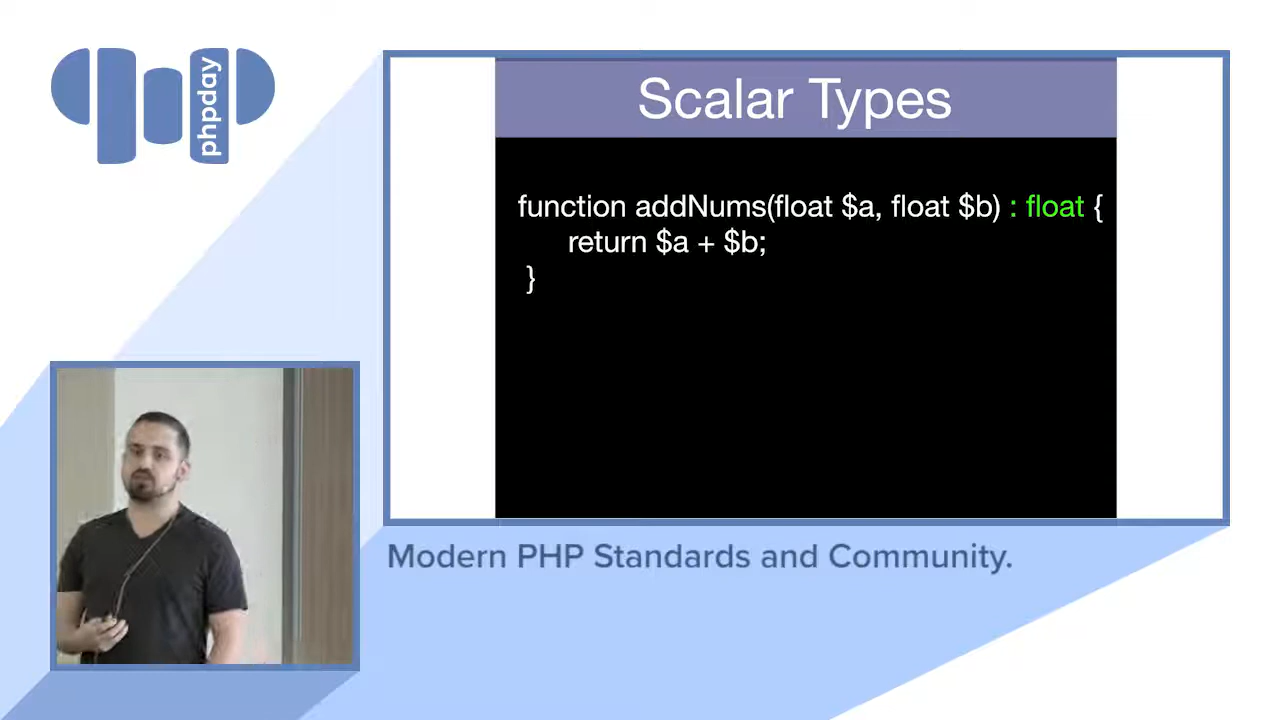 phpday
Scalar Types
function addNums(float $a, float $b) : float {
return $a + $b;
}
Modern PHP Standards and Community.